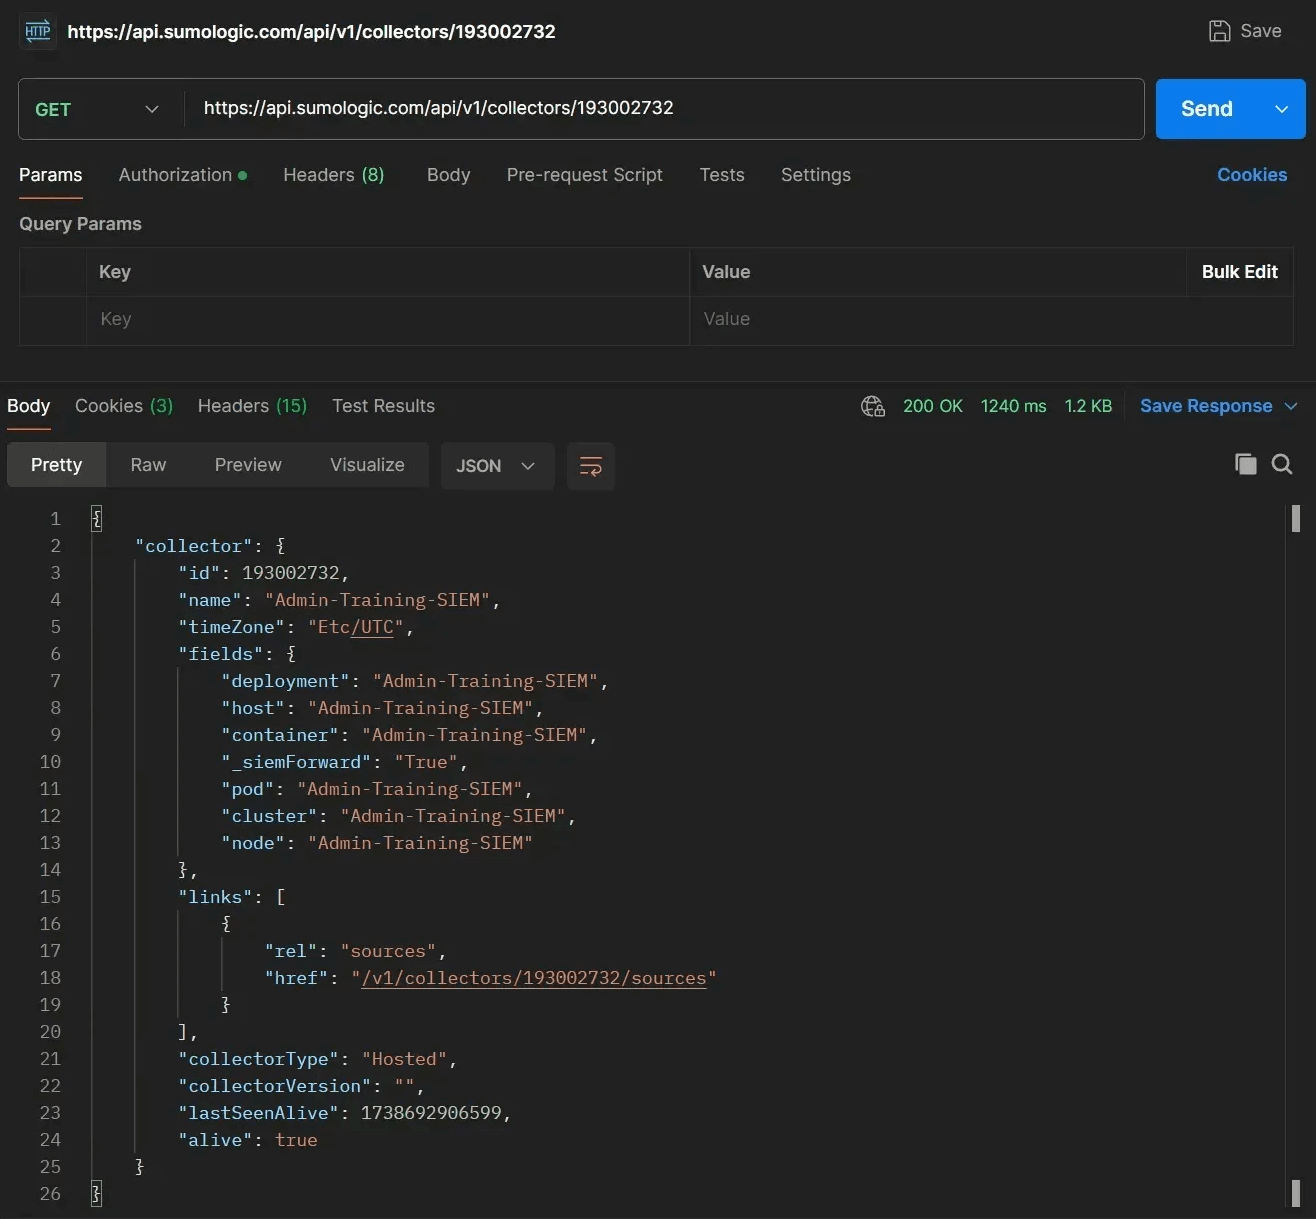 HTTP https://api.sumologic.com/api/v1/collectors/193002732 Save
GET https://api.sumologic.com/api/v1/collectors/193002732 Send
Params Authorization Headers (8) Body Pre-request Script Tests Settings Cookies
Query Params
Key Value Bulk Edit
Key Value
Body Cookies (3) Headers (15) Test Results 200 OK 1240 ms 1.2 KB Save Response
Pretty Raw Preview Visualize JSON
1 {
2 "collector": {
3 "id": 193002732,
4 "name": "Admin-Training-SIEM",
5 "timeZone": "Etc/UTC",
6 "fields": {
7 "deployment": "Admin-Training-SIEM",
8 "host": "Admin-Training-SIEM",
9 "container": "Admin-Training-SIEM",
10 "_siemForward": "True",
11 "pod": "Admin-Training-SIEM",
12 "cluster": "Admin-Training-SIEM",
13 "node": "Admin-Training-SIEM"
14 },
15 "links": [
16 {
17 "rel": "sources",
18 "href": "/v1/collectors/193002732/sources"
19 }
20 ],
21 "collectorType": "Hosted",
22 "collectorVersion": "",
23 "lastSeenAlive": 1738692906599,
24 "alive": true
25 }
26 }